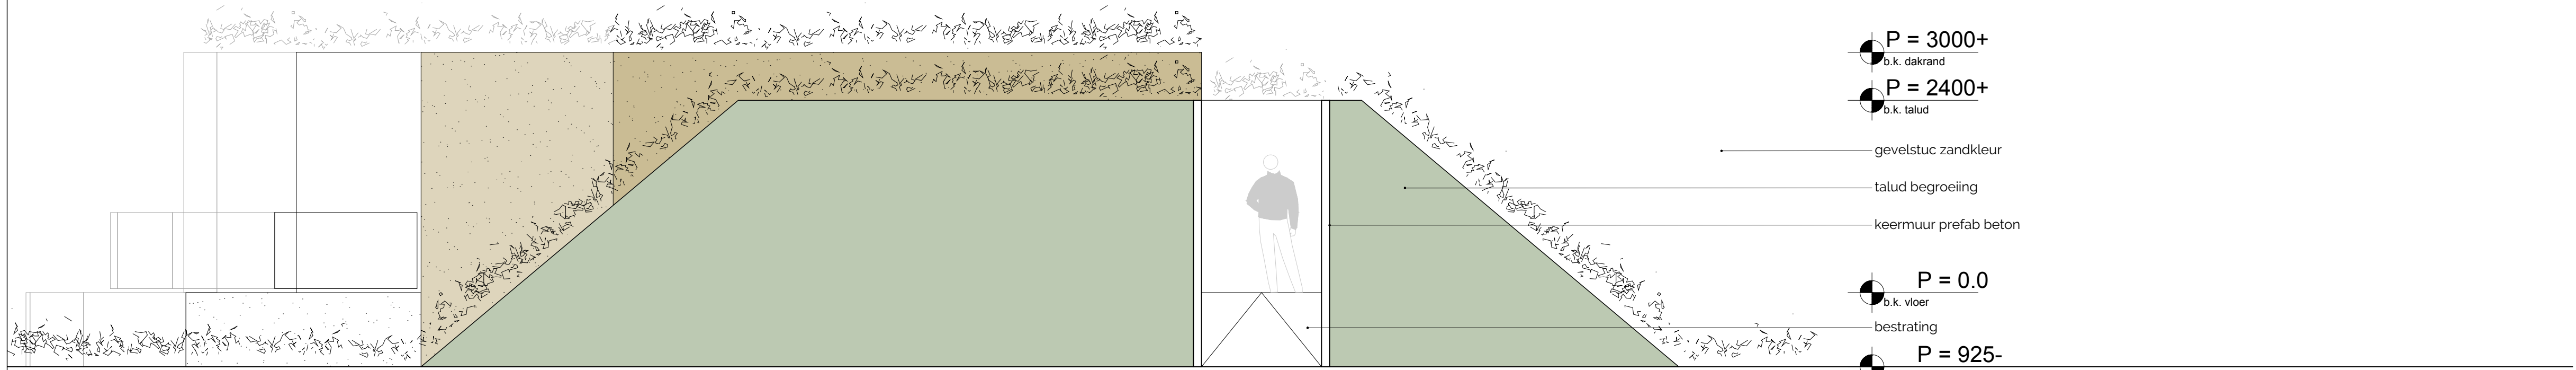 P = 3000+
b.k. dakrand
P = 2400+
b.k. talud
gevelstuc zandkleur
talud begroeiing
keermuur prefab beton
P = 0.0
b.k. vloer
bestrating
P = 925-